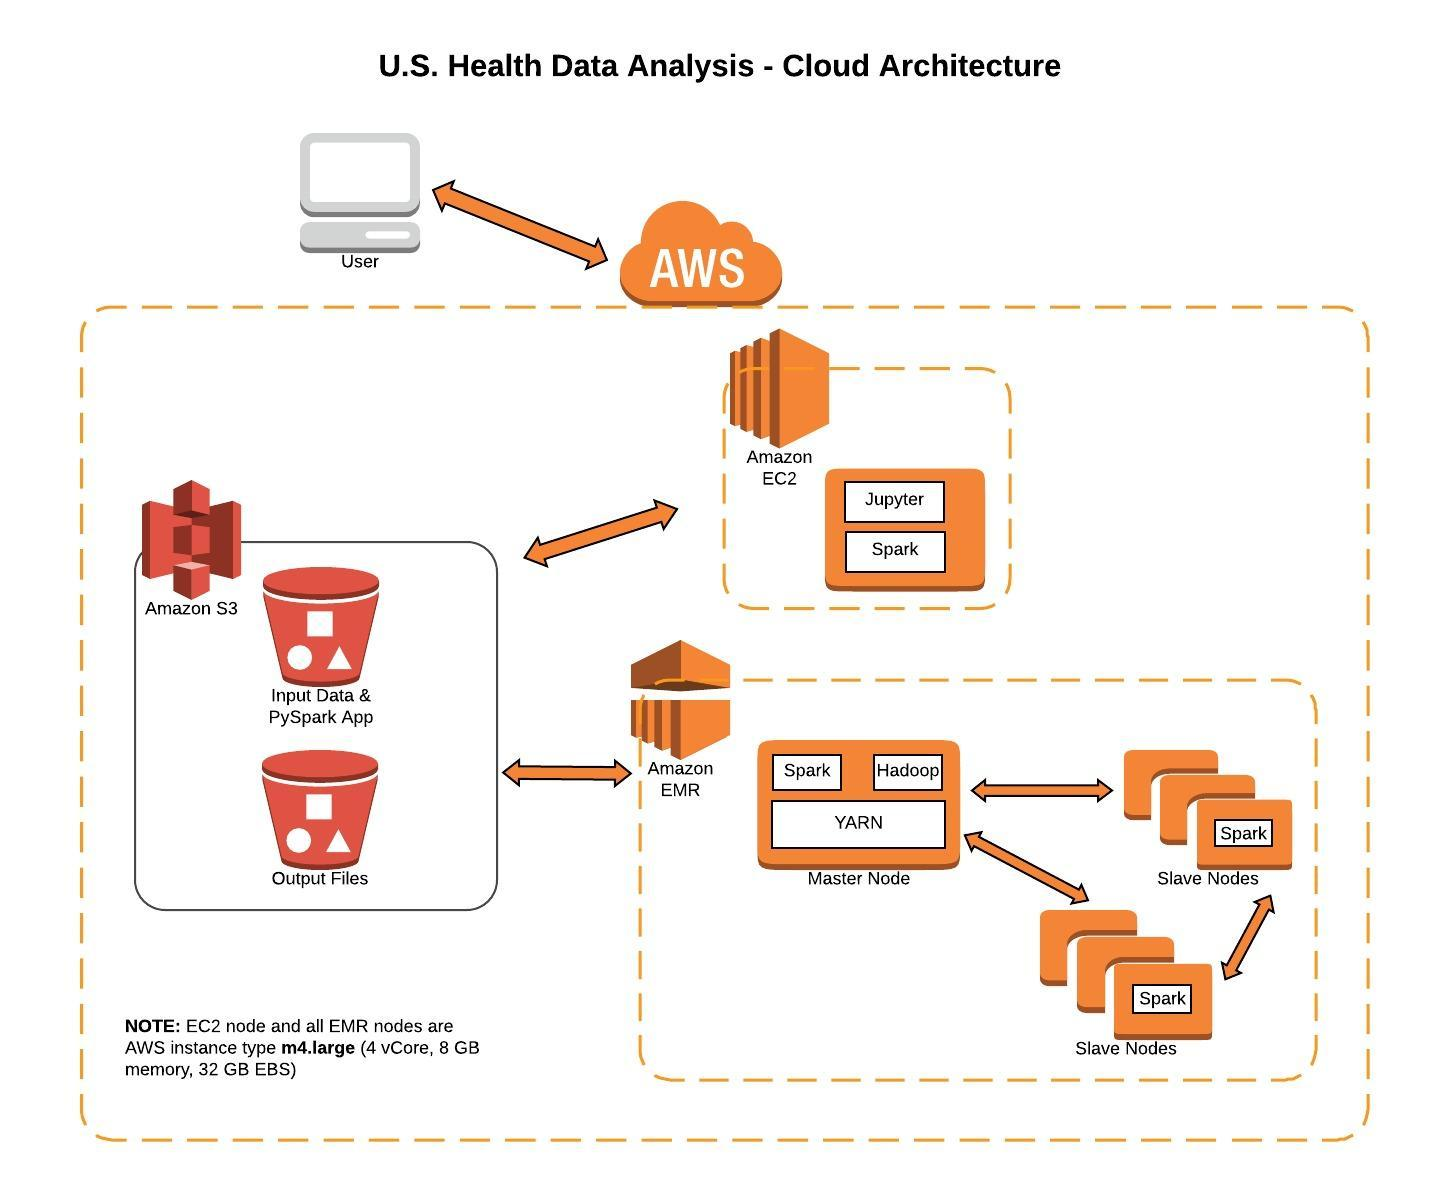 U.S. Health Data Analysis - Cloud Architecture
User
AWS
Amazon
EC2
Jupyter
Spark
Amazon S3
Input Data &
PySpark App
Output Files
Amazon
EMR
Spark
Hadoop
YARN
Master Node
Spark
Slave Nodes
Spark
Slave Nodes
NOTE: EC2 node and all EMR nodes are
AWS instance type m4.large (4 vCore, 8 GB
memory, 32 GB EBS)